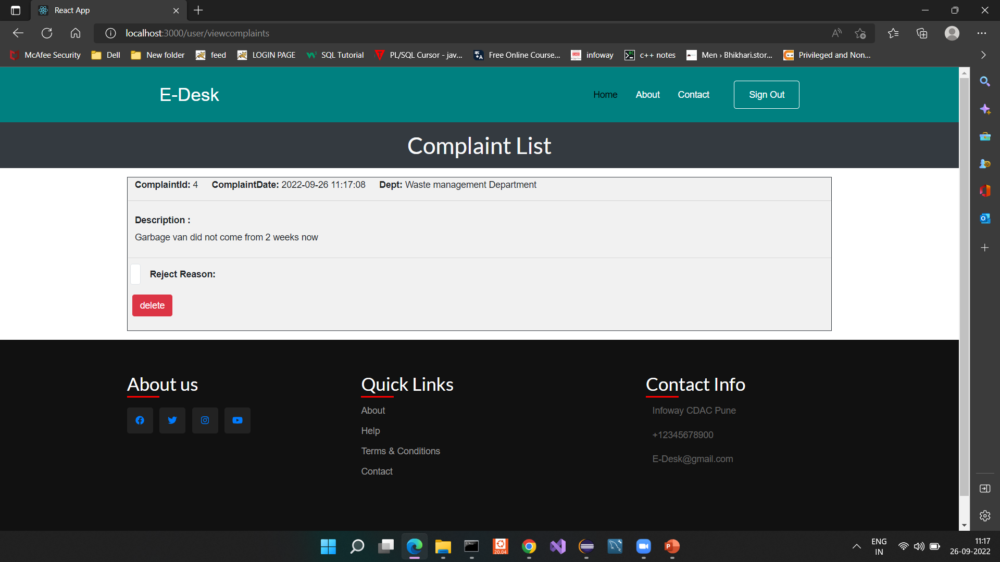 React App
localhost:3000/user/viewcomplaints
McAfee Security Dell New folder feed LOGIN PAGE SQL Tutorial PL/SQL Cursor - jav... Free Online Course... infoway c++ notes Men › Bhikhari.stor... Privileged and Non...
E-Desk Home About Contact Sign Out
Complaint List
ComplaintId: 4 ComplaintDate: 2022-09-26 11:17:08 Dept: Waste management Department
Description :
Garbage van did not come from 2 weeks now
Reject Reason:
delete
About us
Quick Links
About
Help
Terms & Conditions
Contact
Contact Info
Infoway CDAC Pune
+12345678900
E-Desk@gmail.com
20.04
ENG
IN
11:17
26-09-2022